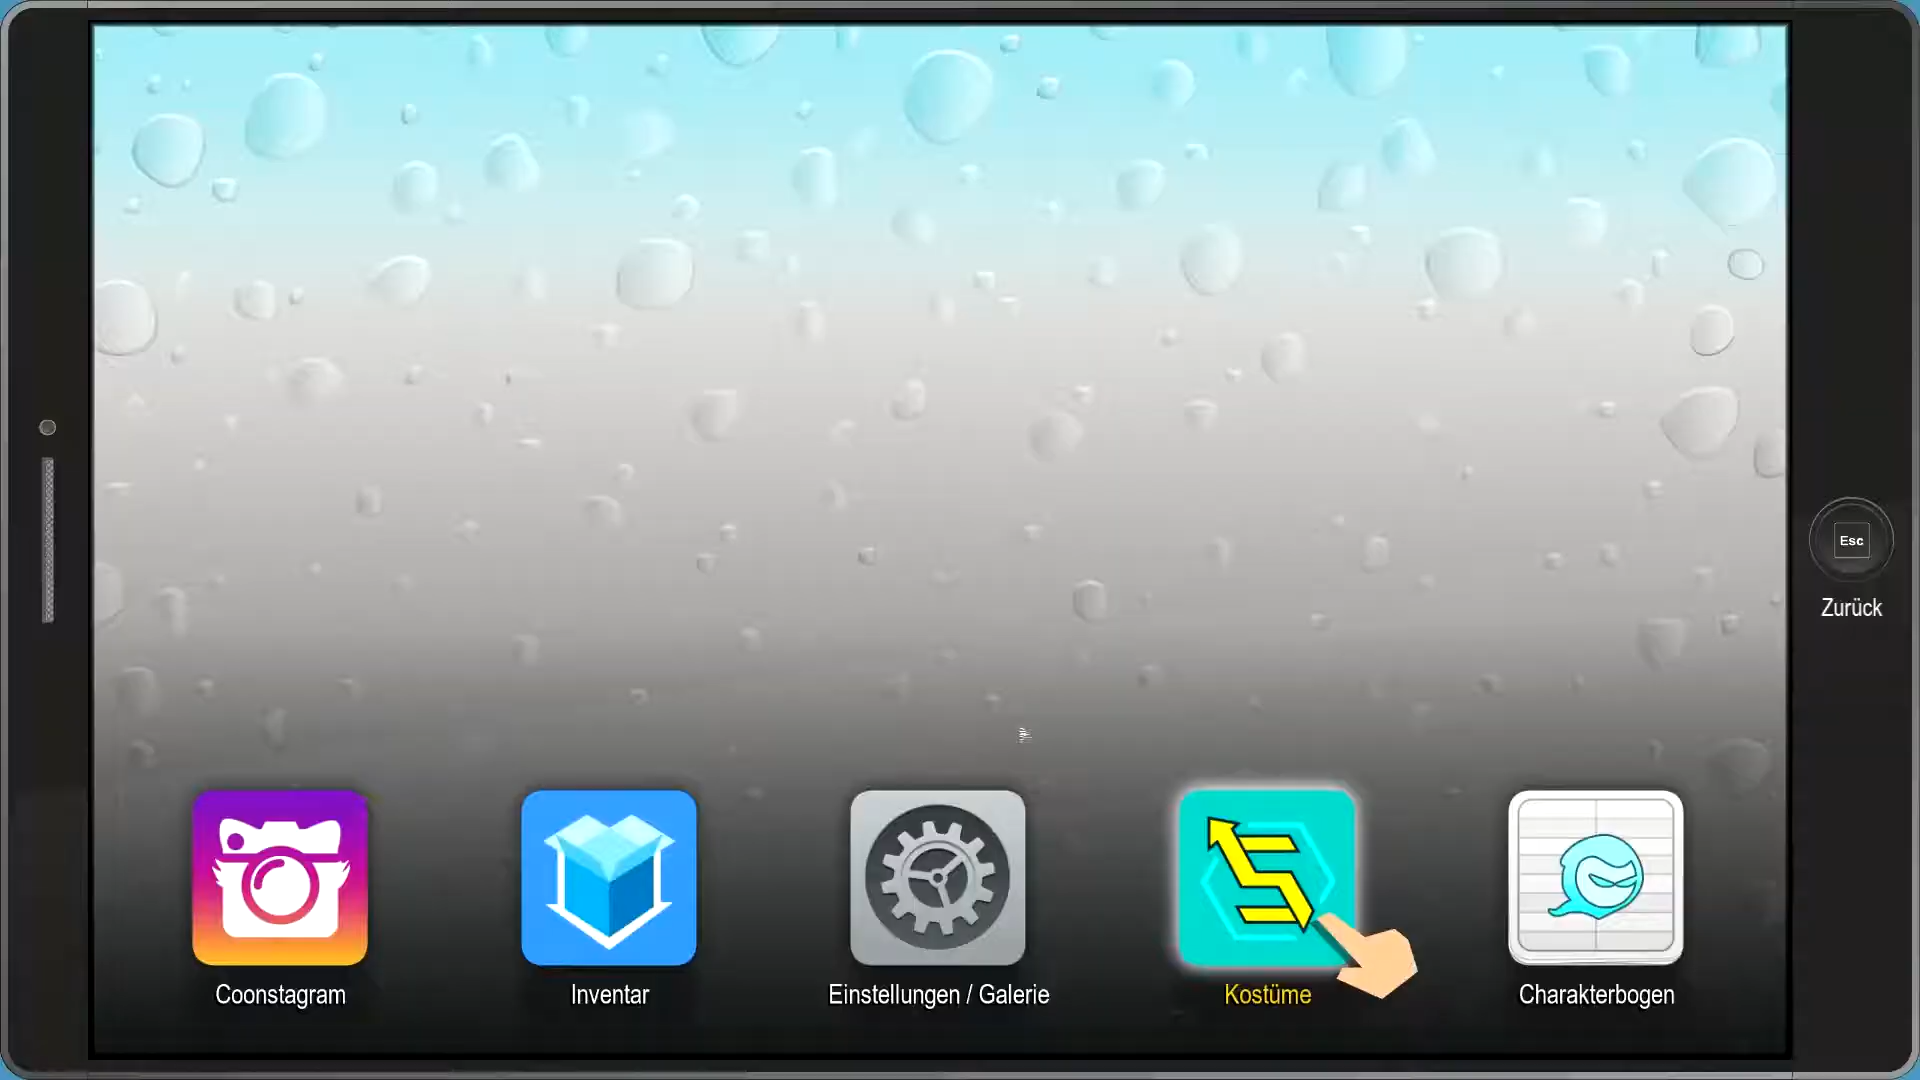 Esc
Zurück
Coonstagram
Inventar
Einstellungen / Galerie
Kostüme
Charakterbogen